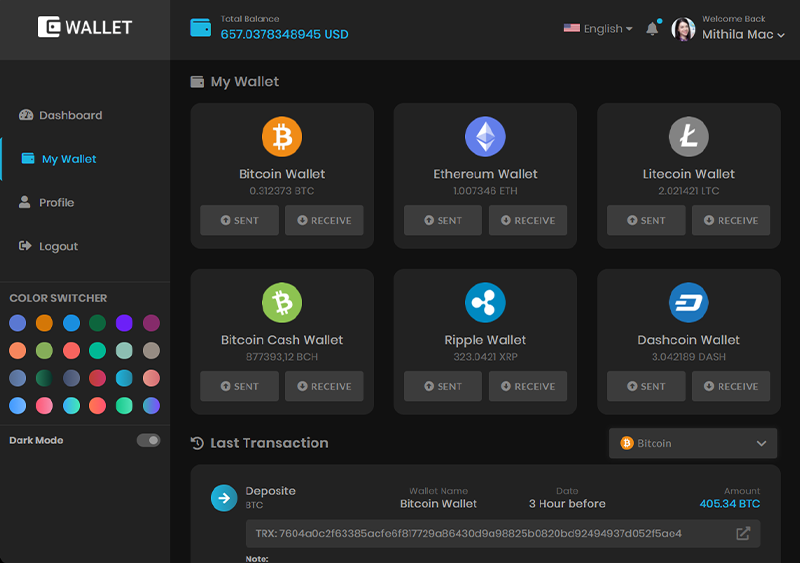 WALLET
Total Balance
657.0378348945 USD
English
Welcome Back
Mithila Mac
Dashboard
My Wallet
Profile
Logout
COLOR SWITCHER
Dark Mode
My Wallet
Bitcoin Wallet
0.312373 BTC
SENT RECEIVE
Ethereum Wallet
1.007348 ETH
SENT RECEIVE
Litecoin Wallet
2.021421 LTC
SENT RECEIVE
Bitcoin Cash Wallet
877393,12 BCH
SENT RECEIVE
Ripple Wallet
323.0421 XRP
SENT RECEIVE
Dashcoin Wallet
3.042189 DASH
SENT RECEIVE
Last Transaction
Bitcoin
Deposite
BTC
Wallet Name
Bitcoin Wallet
Date
3 Hour before
Amount
405.34 BTC
TRX: 7604a0c2f63385acfe6f817729a86430d9a98825b0820bd92494937d052f5ae4
Note: